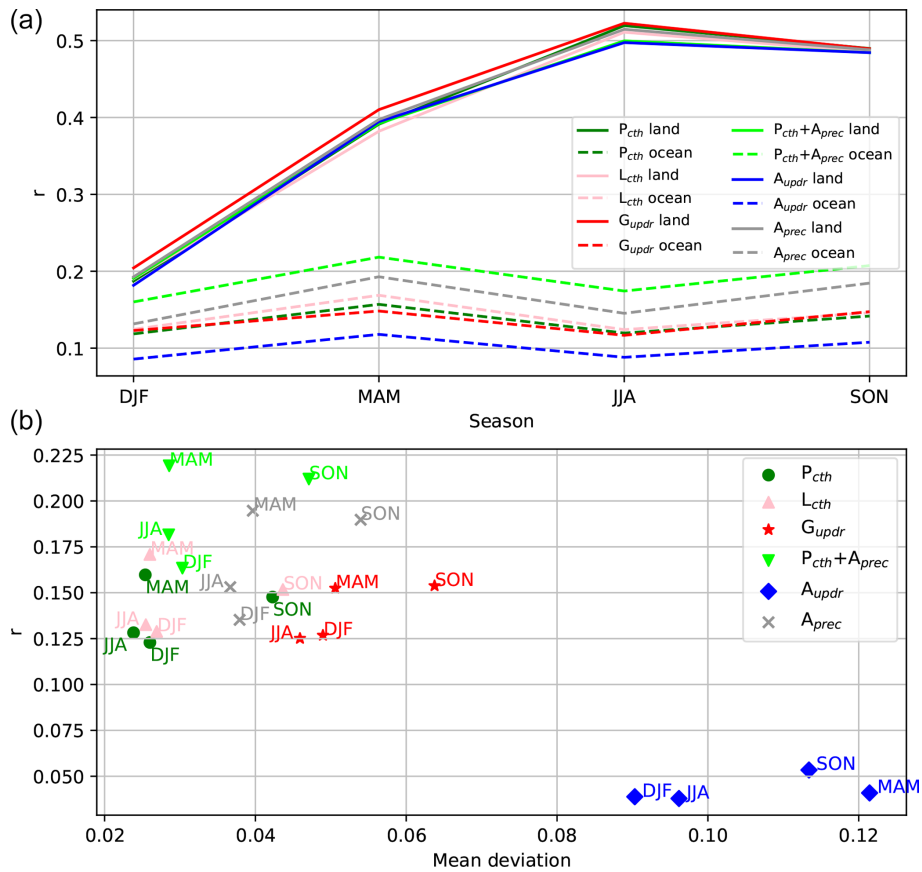 (a)
0.5
0.4
0.3
0.2
0.1
r
P_cth land
P_cth ocean
L_cth land
L_cth ocean
G_updr land
G_updr ocean
P_cth+A_prec land
P_cth+A_prec ocean
A_updr land
A_updr ocean
A_prec land
A_prec ocean
DJF MAM JJA SON
Season
(b)
0.225
0.200
0.175
0.150
0.125
0.100
0.075
0.050
r
MAM
SON
MAM
SON
JJA
MAM
DJF
MAM
JJA
SON
MAM
SON
SON
DJF
JJA
DJF
JJA
DJF
JJA
DJF
SON
DJF
JJA
MAM
P_cth
L_cth
G_updr
P_cth+A_prec
A_updr
A_prec
0.02 0.04 0.06 0.08 0.10 0.12
Mean deviation